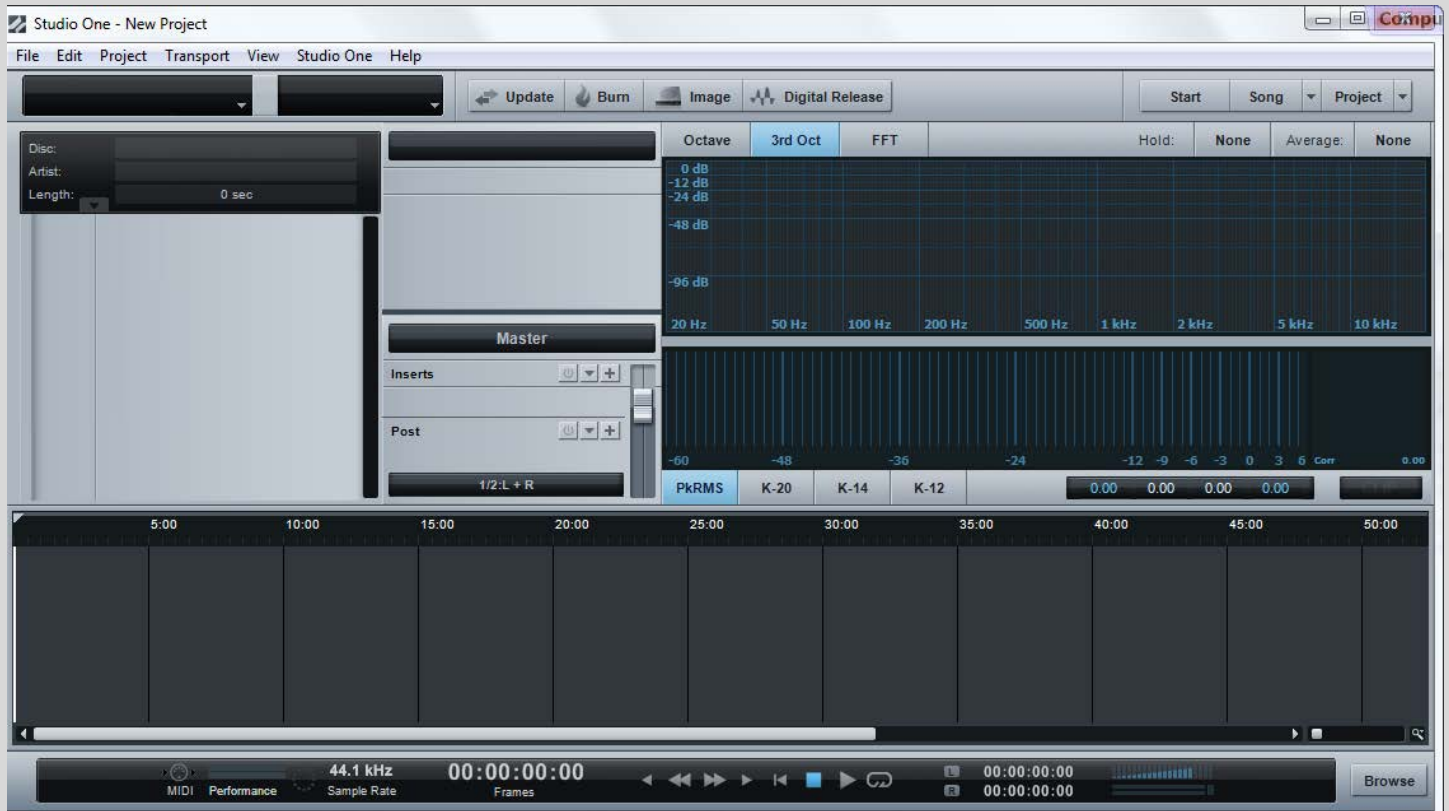 Studio One - New Project
Compu
File Edit Project Transport View Studio One Help
Update Burn Image Digital Release Start Song Project
Disc:
Artist:
Length: 0 sec
Octave 3rd Oct FFT Hold: None Average: None
0 dB
-12 dB
-24 dB
-48 dB
-96 dB
20 Hz 50 Hz 100 Hz 200 Hz 500 Hz 1 kHz 2 kHz 5 kHz 10 kHz
Master
Inserts
Post
1/2:L + R
-60 -48 -36 -24 -12 -9 -6 -3 0 3 6 Corr 0.00
PkRMS K-20 K-14 K-12 0.00 0.00 0.00 0.00
5:00 10:00 15:00 20:00 25:00 30:00 35:00 40:00 45:00 50:00
MIDI Performance
44.1 kHz
Sample Rate
00:00:00:00
Frames
L 00:00:00:00
R 00:00:00:00
Browse